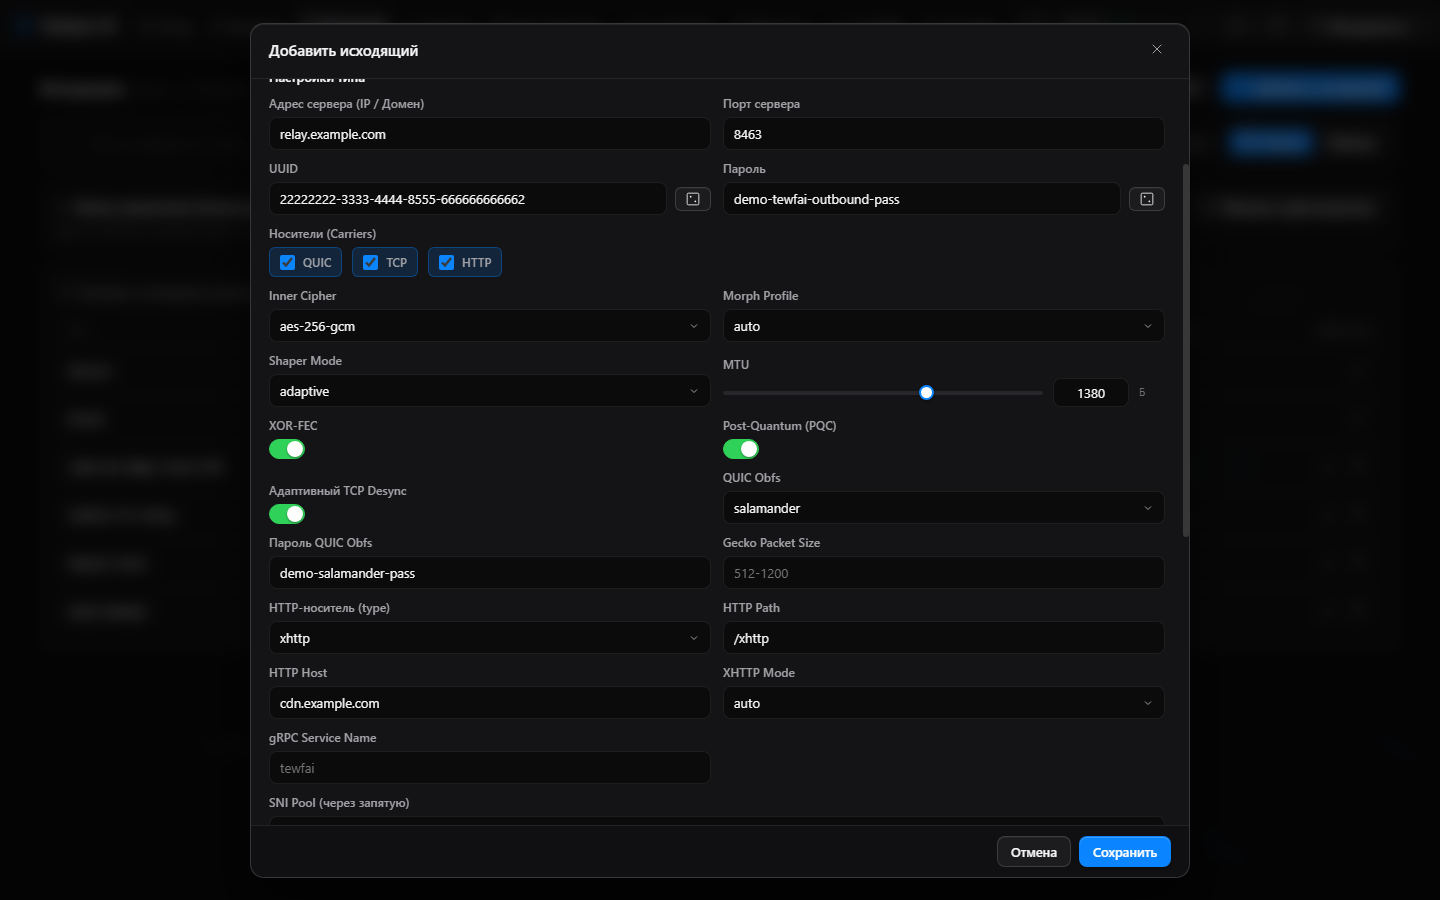 Добавить исходящий
Настройки типа
Адрес сервера (IP / Домен)
Порт сервера
relay.example.com
8463
UUID
Пароль
22222222-3333-4444-8555-666666666662
demo-tewfai-outbound-pass
Носители (Carriers)
QUIC
TCP
HTTP
Inner Cipher
Morph Profile
aes-256-gcm
auto
Shaper Mode
MTU
adaptive
1380
Б
XOR-FEC
Post-Quantum (PQC)
QUIC Obfs
Адаптивный TCP Desync
salamander
Пароль QUIC Obfs
Gecko Packet Size
demo-salamander-pass
512-1200
HTTP-носитель (type)
HTTP Path
xhttp
/xhttp
HTTP Host
XHTTP Mode
cdn.example.com
auto
gRPC Service Name
tewfai
SNI Pool (через запятую)
Отмена
Сохранить